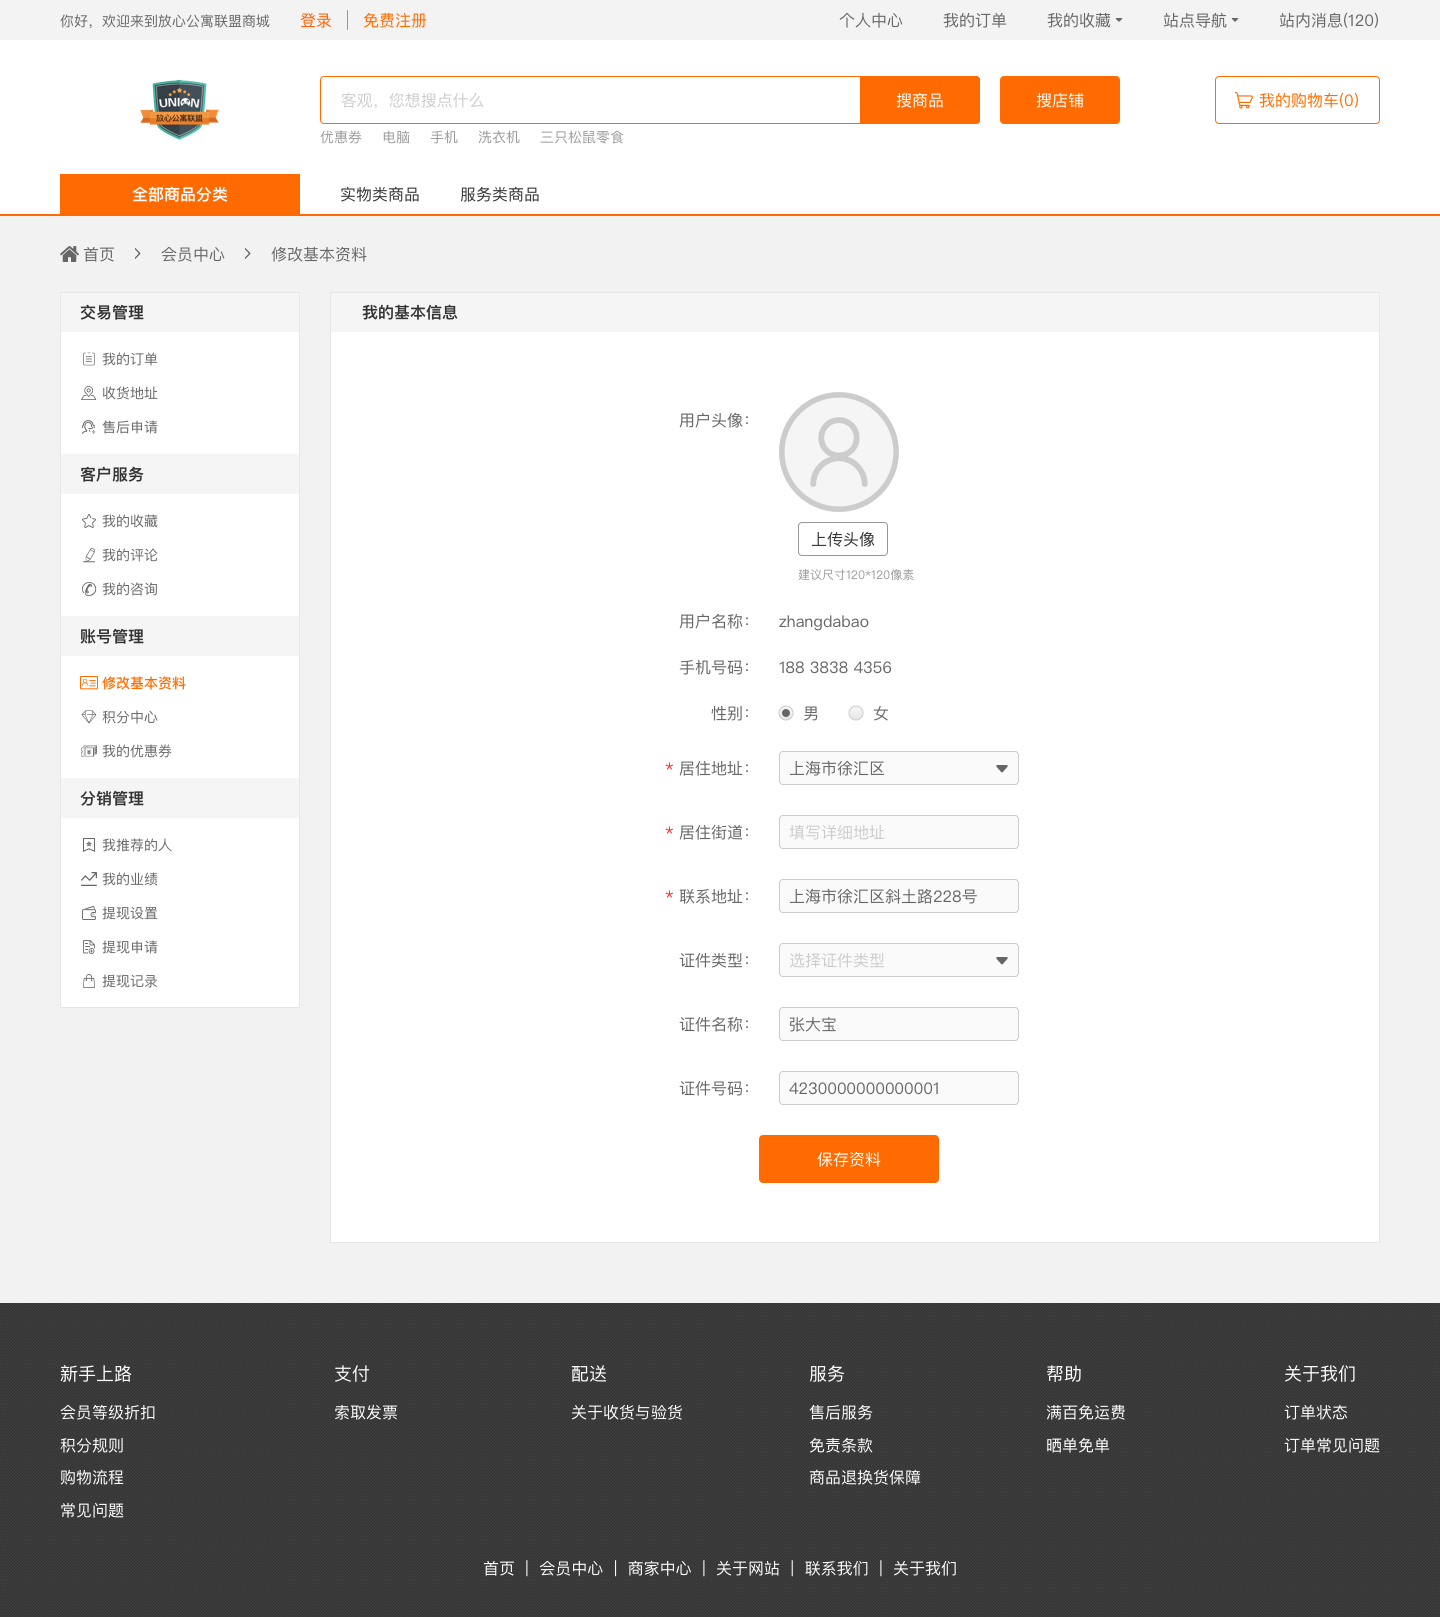 你好，欢迎来到放心公寓联盟商城 登录 免费注册 个人中心 我的订单 我的收藏 站点导航 站内消息(120)
UNION
放心公寓联盟
客观，您想搜点什么 搜商品 搜店铺 我的购物车(0)
优惠券 电脑 手机 洗衣机 三只松鼠零食
全部商品分类 实物类商品 服务类商品
首页 > 会员中心 > 修改基本资料
交易管理
我的订单
收货地址
售后申请
客户服务
我的收藏
我的评论
我的咨询
账号管理
修改基本资料
积分中心
我的优惠券
分销管理
我推荐的人
我的业绩
提现设置
提现申请
提现记录
我的基本信息
用户头像：
上传头像
建议尺寸120*120像素
用户名称： zhangdabao
手机号码： 188 3838 4356
性别： 男 女
* 居住地址： 上海市徐汇区
* 居住街道： 填写详细地址
* 联系地址： 上海市徐汇区斜土路228号
证件类型： 选择证件类型
证件名称： 张大宝
证件号码： 4230000000000001
保存资料
新手上路 支付 配送 服务 帮助 关于我们
会员等级折扣 索取发票 关于收货与验货 售后服务 满百免运费 订单状态
积分规则 免责条款 晒单免单 订单常见问题
购物流程 商品退换货保障
常见问题
首页 | 会员中心 | 商家中心 | 关于网站 | 联系我们 | 关于我们